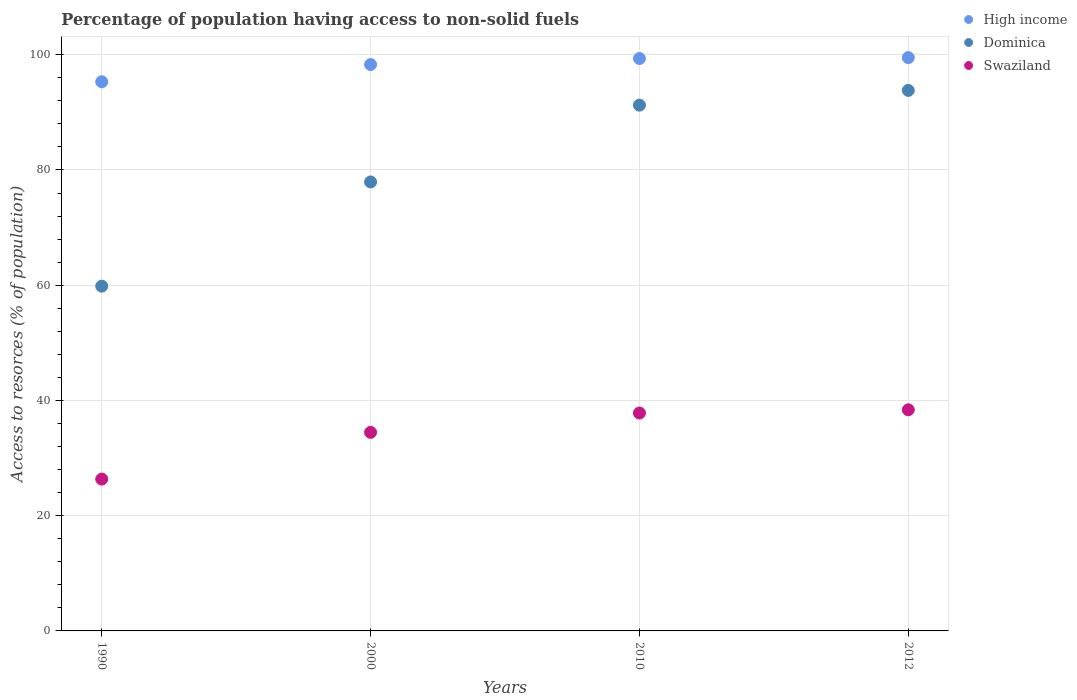 Percentage of population having access to non-solid fuels
High income
Dominica
Swaziland
Access to resorces (% of population)
100
80
60
40
20
0
1990
2000
2010
2012
Years